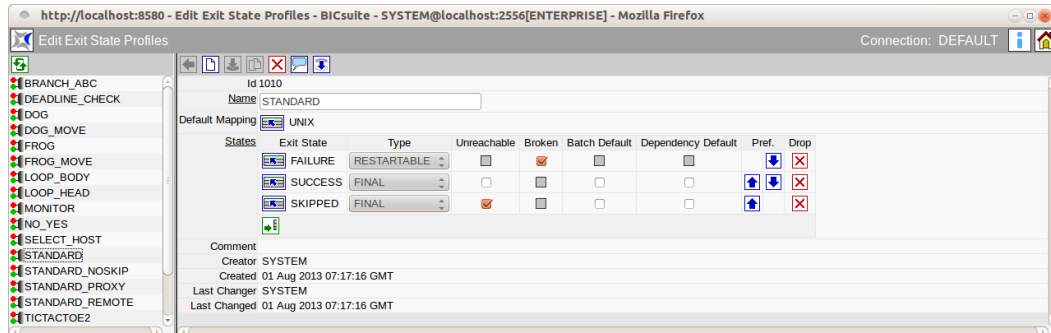 http://localhost:8580 - Edit Exit State Profiles - BICsuite - SYSTEM@localhost:2556[ENTERPRISE] - Mozilla Firefox
Edit Exit State Profiles
Connection: DEFAULT
BRANCH_ABC
DEADLINE_CHECK
DOG
DOG_MOVE
FROG
FROG_MOVE
LOOP_BODY
LOOP_HEAD
MONITOR
NO_YES
SELECT_HOST
STANDARD
STANDARD_NOSKIP
STANDARD_PROXY
STANDARD_REMOTE
TICTACTOE2
Id 1010
Name STANDARD
Default Mapping UNIX
States Exit State Type Unreachable Broken Batch Default Dependency Default Pref. Drop
FAILURE RESTARTABLE
SUCCESS FINAL
SKIPPED FINAL
Comment
Creator SYSTEM
Created 01 Aug 2013 07:17:16 GMT
Last Changer SYSTEM
Last Changed 01 Aug 2013 07:17:16 GMT